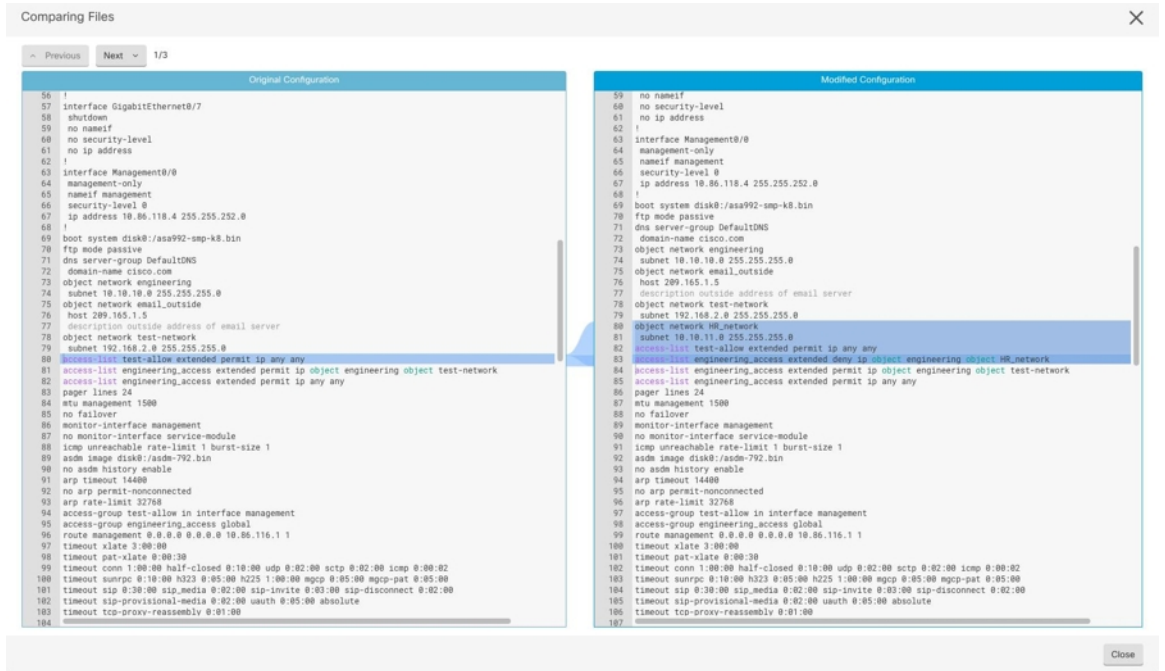 Comparing Files
Previous Next 1/3
Original Configuration
56 !
57 interface GigabitEthernet0/7
58 shutdown
59 no nameif
60 no security-level
61 no ip address
62 !
63 interface Management0/0
64 management-only
65 nameif management
66 security-level 0
67 ip address 10.86.118.4 255.255.252.0
68 !
69 boot system disk0:/asa992-smp-k8.bin
70 ftp mode passive
71 dns server-group DefaultDNS
72 domain-name cisco.com
73 object network engineering
74 subnet 10.10.10.0 255.255.255.0
75 object network email_outside
76 host 209.165.1.5
77 description outside address of email server
78 object network test-network
79 subnet 192.168.2.0 255.255.255.0
80 access-list test-allow extended permit ip any any
81 access-list engineering_access extended permit ip object engineering object test-network
82 access-list engineering_access extended permit ip any any
83 pager lines 24
84 mtu management 1500
85 no failover
86 monitor-interface management
87 no monitor-interface service-module
88 icmp unreachable rate-limit 1 burst-size 1
89 asdm image disk0:/asdm-792.bin
90 no asdm history enable
91 arp timeout 14400
92 no arp permit-nonconnected
93 arp rate-limit 32768
94 access-group test-allow in interface management
95 access-group engineering_access global
96 route management 0.0.0.0 0.0.0.0 10.86.116.1 1
97 timeout xlate 3:00:00
98 timeout pat-xlate 0:00:30
99 timeout conn 1:00:00 half-closed 0:10:00 udp 0:02:00 sctp 0:02:00 icmp 0:00:02
100 timeout sunrpc 0:10:00 h323 0:05:00 h225 1:00:00 mgcp 0:05:00 mgcp-pat 0:05:00
101 timeout sip 0:30:00 sip_media 0:02:00 sip-invite 0:03:00 sip-disconnect 0:02:00
102 timeout sip-provisional-media 0:02:00 uauth 0:05:00 absolute
103 timeout tcp-proxy-reassembly 0:01:00
104
Modified Configuration
59 no nameif
60 no security-level
61 no ip address
62 !
63 interface Management0/0
64 management-only
65 nameif management
66 security-level 0
67 ip address 10.86.118.4 255.255.252.0
68 !
69 boot system disk0:/asa992-smp-k8.bin
70 ftp mode passive
71 dns server-group DefaultDNS
72 domain-name cisco.com
73 object network engineering
74 subnet 10.10.10.0 255.255.255.0
75 object network email_outside
76 host 209.165.1.5
77 description outside address of email server
78 object network test-network
79 subnet 192.168.2.0 255.255.255.0
80 object network HR_network
81 subnet 10.10.11.0 255.255.255.0
82 access-list test-allow extended permit ip any any
83 access-list engineering_access extended deny ip object engineering object HR_network
84 access-list engineering_access extended permit ip object engineering object test-network
85 access-list engineering_access extended permit ip any any
86 pager lines 24
87 mtu management 1500
88 no failover
89 monitor-interface management
90 no monitor-interface service-module
91 icmp unreachable rate-limit 1 burst-size 1
92 asdm image disk0:/asdm-792.bin
93 no asdm history enable
94 arp timeout 14400
95 no arp permit-nonconnected
96 arp rate-limit 32768
97 access-group test-allow in interface management
98 access-group engineering_access global
99 route management 0.0.0.0 0.0.0.0 10.86.116.1 1
100 timeout xlate 3:00:00
101 timeout pat-xlate 0:00:30
102 timeout conn 1:00:00 half-closed 0:10:00 udp 0:02:00 sctp 0:02:00 icmp 0:00:02
103 timeout sunrpc 0:10:00 h323 0:05:00 h225 1:00:00 mgcp 0:05:00 mgcp-pat 0:05:00
104 timeout sip 0:30:00 sip_media 0:02:00 sip-invite 0:03:00 sip-disconnect 0:02:00
105 timeout sip-provisional-media 0:02:00 uauth 0:05:00 absolute
106 timeout tcp-proxy-reassembly 0:01:00
107
Close